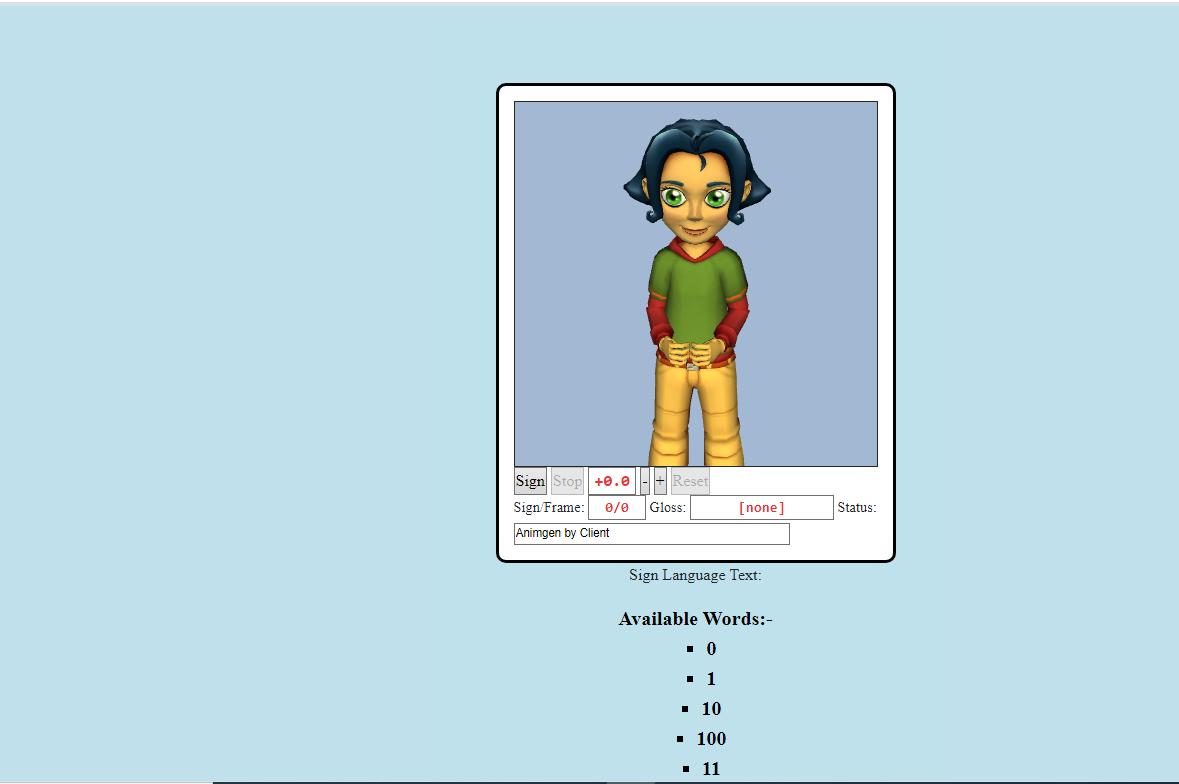 Sign Stop +0.0 - + Reset
Sign/Frame: 0/0 Gloss: [none] Status:
Animgen by Client
Sign Language Text:
Available Words:-
0
1
10
100
11